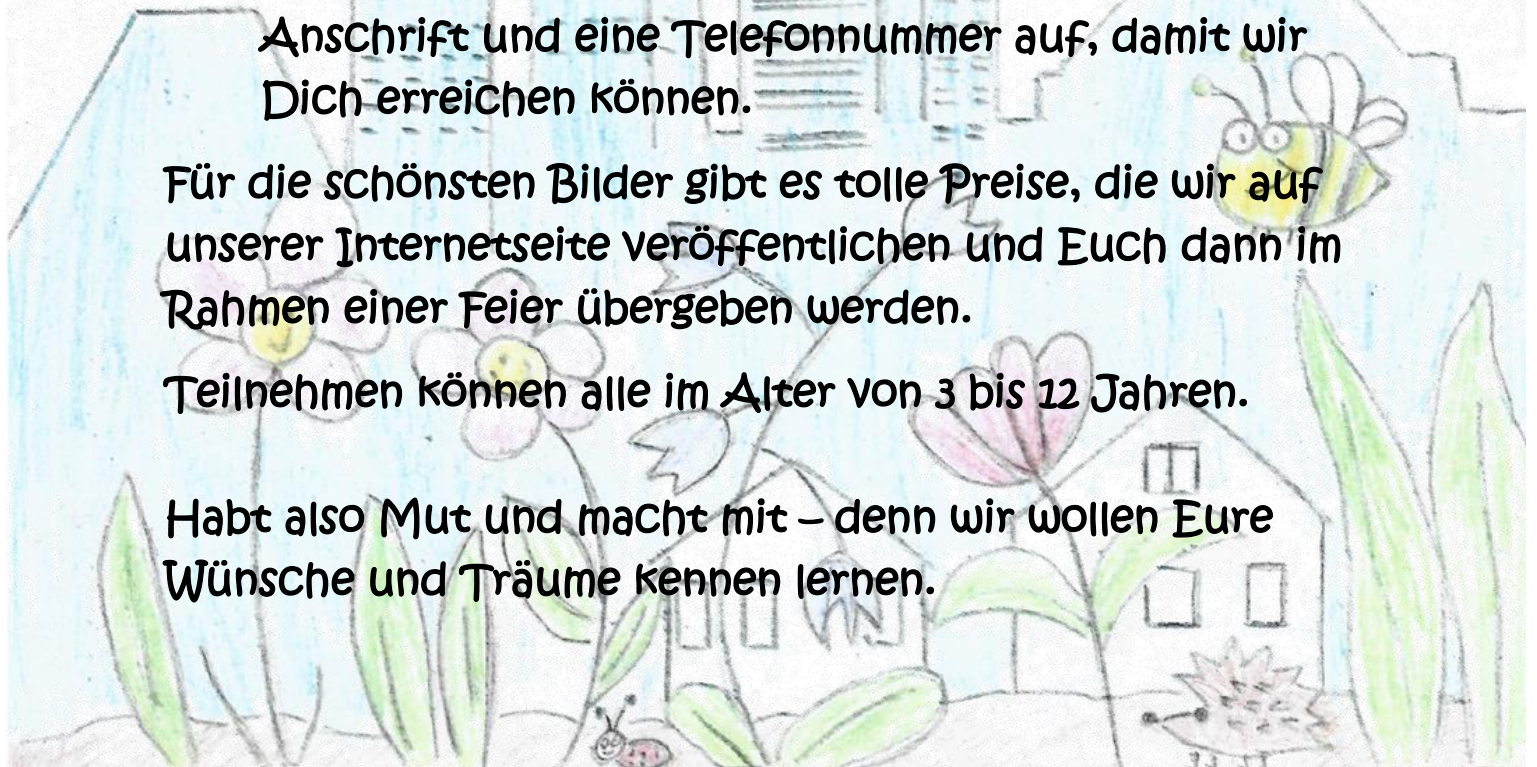 Anschrift und eine Telefonnummer auf, damit wir
Dich erreichen können.
Für die schönsten Bilder gibt es tolle Preise, die wir auf
unserer Internetseite veröffentlichen und Euch dann im
Rahmen einer Feier übergeben werden.
Teilnehmen können alle im Alter von 3 bis 12 Jahren.
Habt also Mut und macht mit – denn wir wollen Eure
Wünsche und Träume kennen lernen.